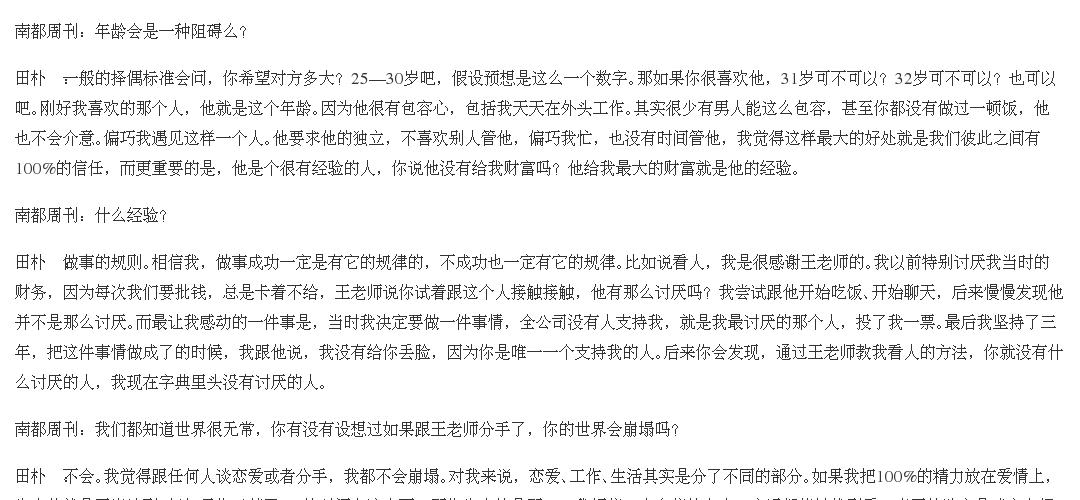 南都周刊：年龄会是一种阻碍么？
田朴　一般的择偶标准会问，你希望对方多大？25—30岁吧，假设预想是这么一个数字。那如果你很喜欢他，31岁可不可以？32岁可不可以？也可以
吧。刚好我喜欢的那个人，他就是这个年龄。因为他很有包容心，包括我天天在外头工作。其实很少有男人能这么包容，甚至你都没有做过一顿饭，他
也不会介意。偏巧我遇见这样一个人。他要求他的独立，不喜欢别人管他，偏巧我忙，也没有时间管他，我觉得这样最大的好处就是我们彼此之间有
100%的信任，而更重要的是，他是个很有经验的人，你说他没有给我财富吗？他给我最大的财富就是他的经验。
南都周刊：什么经验？
田朴　做事的规则。相信我，做事成功一定是有它的规律的，不成功也一定有它的规律。比如说看人，我是很感谢王老师的。我以前特别讨厌我当时的
财务，因为每次我们要批钱，总是卡着不给，王老师说你试着跟这个人接触接触，他有那么讨厌吗？我尝试跟他开始吃饭、开始聊天，后来慢慢发现他
并不是那么讨厌。而最让我感动的一件事是，当时我决定要做一件事情，全公司没有人支持我，就是我最讨厌的那个人，投了我一票。最后我坚持了三
年，把这件事情做成了的时候，我跟他说，我没有给你丢脸，因为你是唯一一个支持我的人。后来你会发现，通过王老师教我看人的方法，你就没有什
么讨厌的人，我现在字典里头没有讨厌的人。
南都周刊：我们都知道世界很无常，你有没有设想过如果跟王老师分手了，你的世界会崩塌吗？
田朴　不会。我觉得跟任何人谈恋爱或者分手，我都不会崩塌。对我来说，恋爱、工作、生活其实是分了不同的部分。如果我把100%的精力放在爱情上，